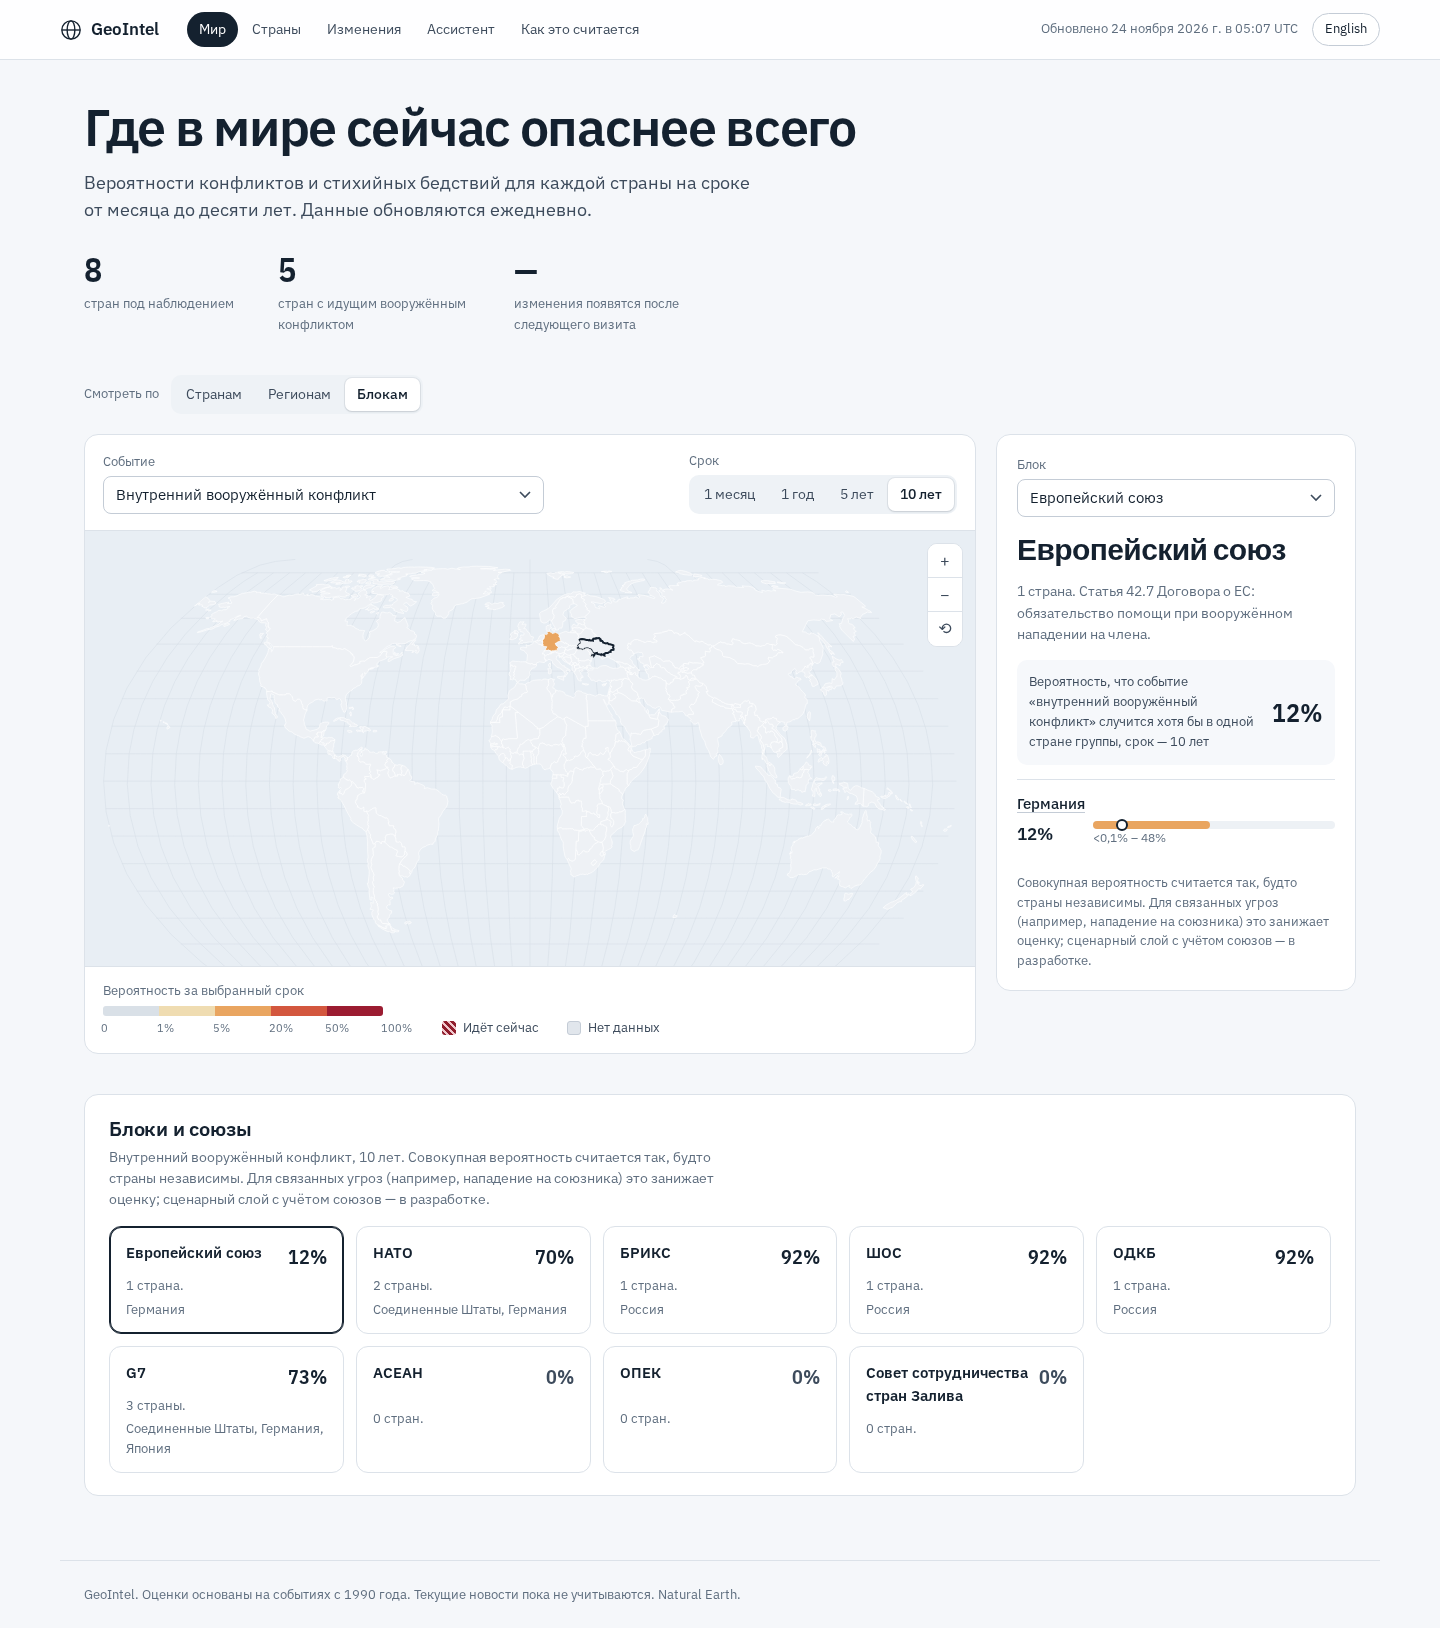 GeoIntel
Мир
Страны
Изменения
Ассистент
Как это считается
Обновлено 24 ноября 2026 г. в 05:07 UTC
English
Где в мире сейчас опаснее всего
Вероятности конфликтов и стихийных бедствий для каждой страны на сроке
от месяца до десяти лет. Данные обновляются ежедневно.
8
стран под наблюдением
5
стран с идущим вооружённым
конфликтом
—
изменения появятся после
следующего визита
Смотреть по
Странам
Регионам
Блокам
Событие
Внутренний вооружённый конфликт
Срок
1 месяц
1 год
5 лет
10 лет
+
−
⟲
Вероятность за выбранный срок
0
1%
5%
20%
50%
100%
Идёт сейчас
Нет данных
Блок
Европейский союз
Европейский союз
1 страна. Статья 42.7 Договора о ЕС:
обязательство помощи при вооружённом
нападении на члена.
Вероятность, что событие
«внутренний вооружённый
конфликт» случится хотя бы в одной
стране группы, срок — 10 лет
12%
Германия
12%
<0,1% – 48%
Совокупная вероятность считается так, будто
страны независимы. Для связанных угроз
(например, нападение на союзника) это занижает
оценку; сценарный слой с учётом союзов — в
разработке.
Блоки и союзы
Внутренний вооружённый конфликт, 10 лет. Совокупная вероятность считается так, будто
страны независимы. Для связанных угроз (например, нападение на союзника) это занижает
оценку; сценарный слой с учётом союзов — в разработке.
Европейский союз
12%
1 страна.
Германия
НАТО
70%
2 страны.
Соединенные Штаты, Германия
БРИКС
92%
1 страна.
Россия
ШОС
92%
1 страна.
Россия
ОДКБ
92%
1 страна.
Россия
G7
73%
3 страны.
Соединенные Штаты, Германия,
Япония
АСЕАН
0%
0 стран.
ОПЕК
0%
0 стран.
Совет сотрудничества
стран Залива
0%
0 стран.
GeoIntel. Оценки основаны на событиях с 1990 года. Текущие новости пока не учитываются. Natural Earth.